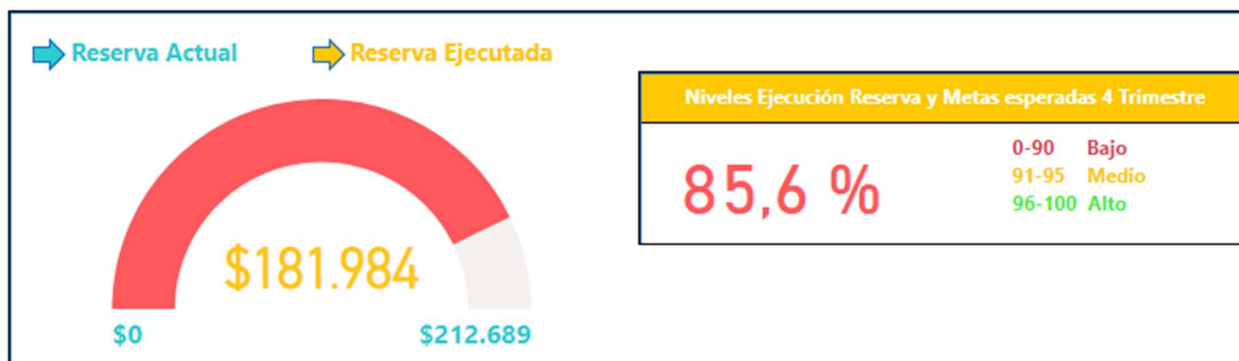 Reserva Actual
Reserva Ejecutada
$181.984
$0
$212.689
Niveles Ejecución Reserva y Metas esperadas 4 Trimestre
85,6 %
0-90 Bajo
91-95 Medio
96-100 Alto